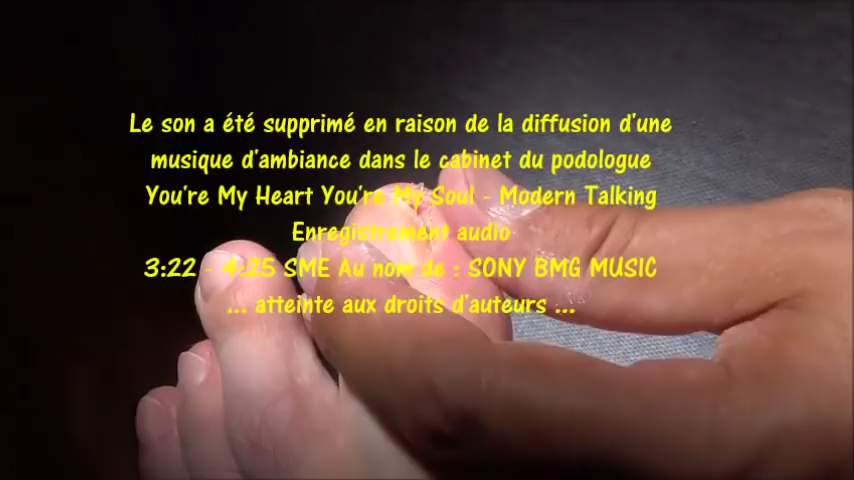 Le son a été supprimé en raison de la diffusion d'une
musique d'ambiance dans le cabinet du podologue
You're My Heart You're My Soul - Modern Talking
Enregistrement audio
3:22 - 4:25 SME Au nom de : SONY BMG MUSIC
... atteinte aux droits d'auteurs ...